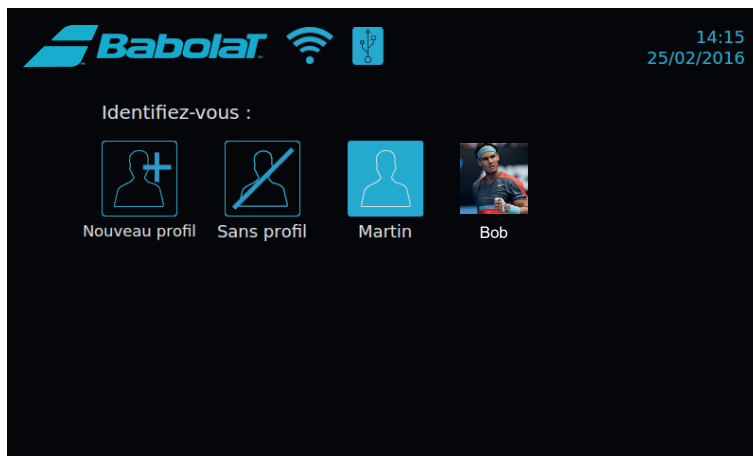 BabolaT
14:15
25/02/2016
Identifiez-vous :
Nouveau profil
Sans profil
Martin
Bob